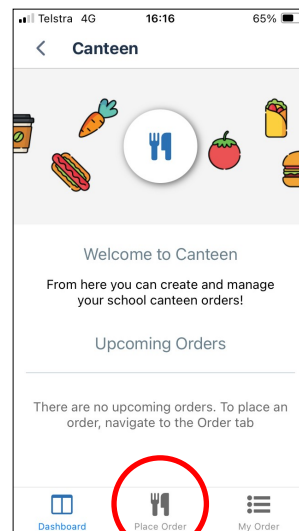 Telstra 4G 16:16 65%
Canteen
Welcome to Canteen
From here you can create and manage
your school canteen orders!
Upcoming Orders
There are no upcoming orders. To place an
order, navigate to the Order tab
Dashboard Place Order My Order